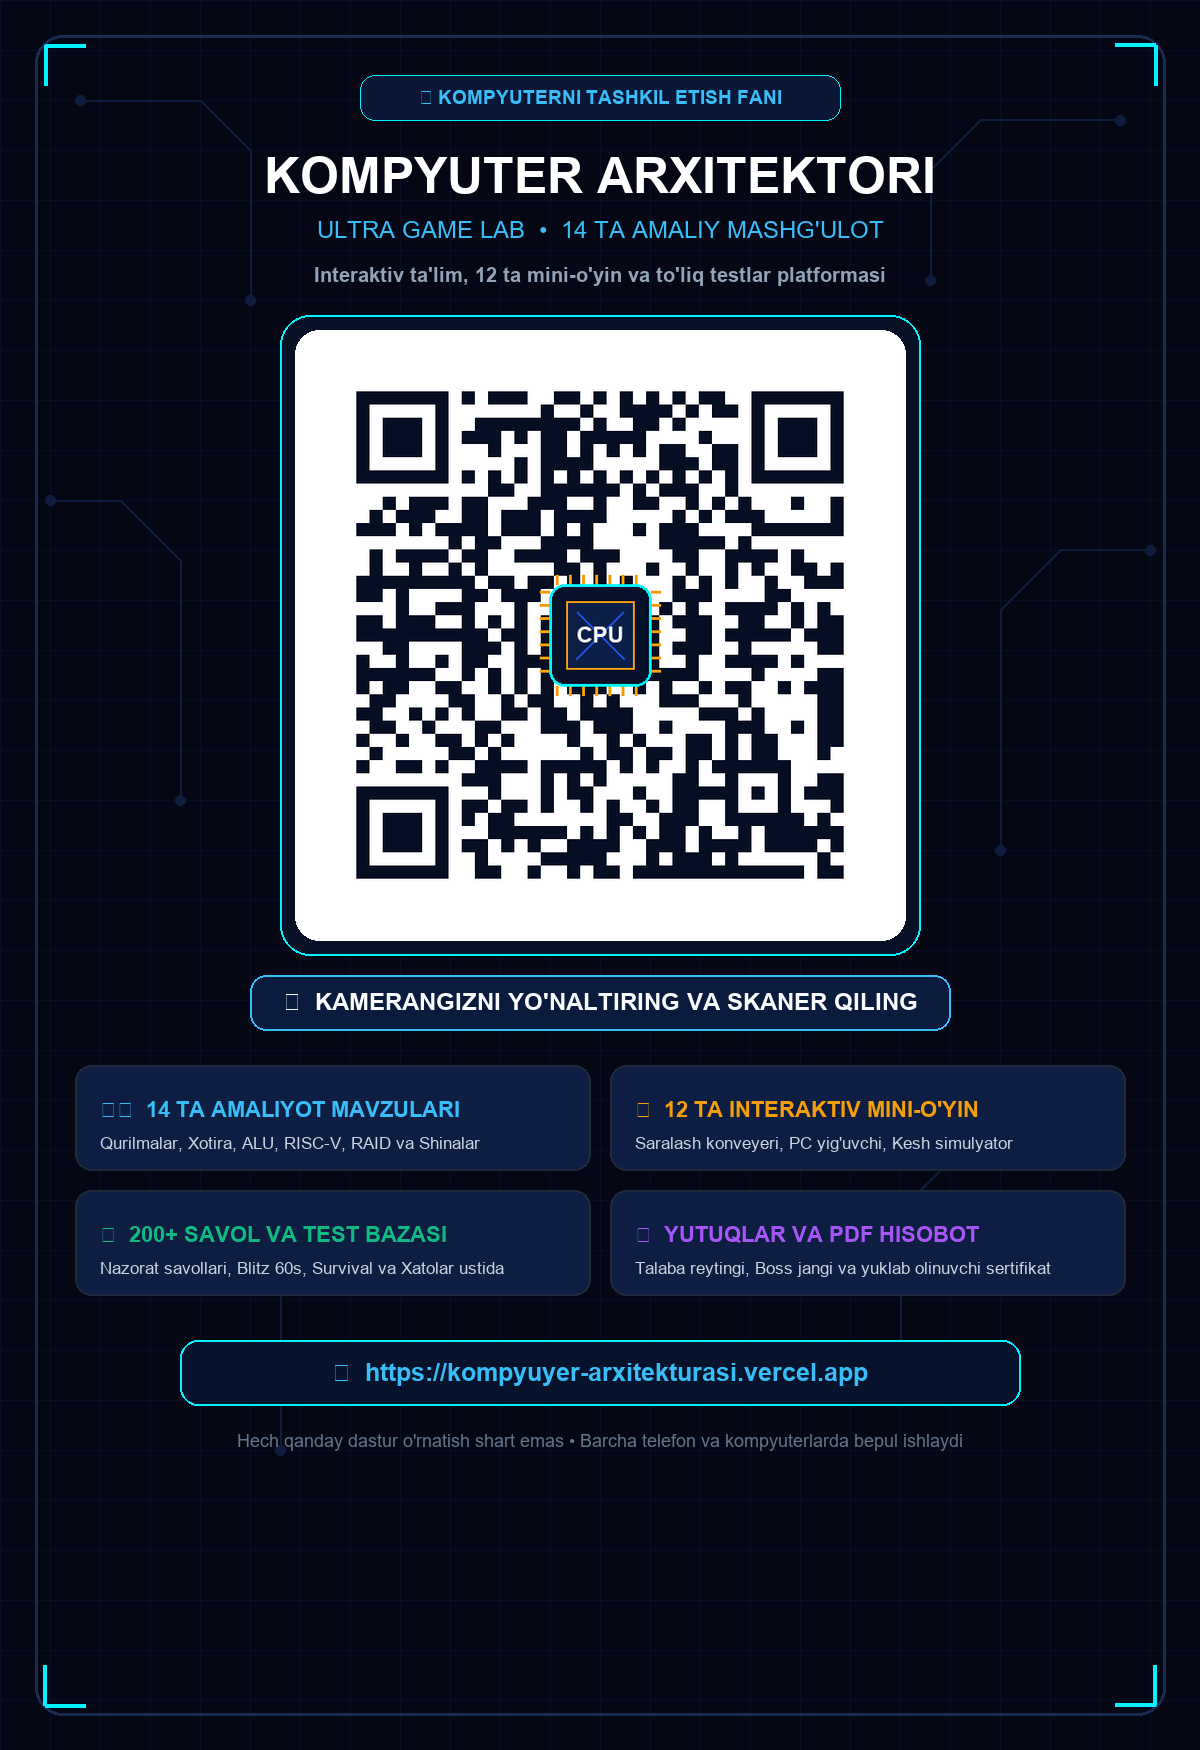 KOMPYUTERNI TASHKIL ETISH FANI
KOMPYUTER ARXITEKTORI
ULTRA GAME LAB • 14 TA AMALIY MASHG'ULOT
Interaktiv ta'lim, 12 ta mini-o'yin va to'liq testlar platformasi
CPU
KAMERANGIZNI YO'NALTIRING VA SKANER QILING
14 TA AMALIYOT MAVZULARI
Qurilmalar, Xotira, ALU, RISC-V, RAID va Shinalar
12 TA INTERAKTIV MINI-O'YIN
Saralash konveyeri, PC yig'uvchi, Kesh simulyator
200+ SAVOL VA TEST BAZASI
Nazorat savollari, Blitz 60s, Survival va Xatolar ustida
YUTUQLAR VA PDF HISOBOT
Talaba reytingi, Boss jangi va yuklab olinuvchi sertifikat
https://kompyuyer-arxitekturasi.vercel.app
Hech qanday dastur o'rnatish shart emas • Barcha telefon va kompyuterlarda bepul ishlaydi